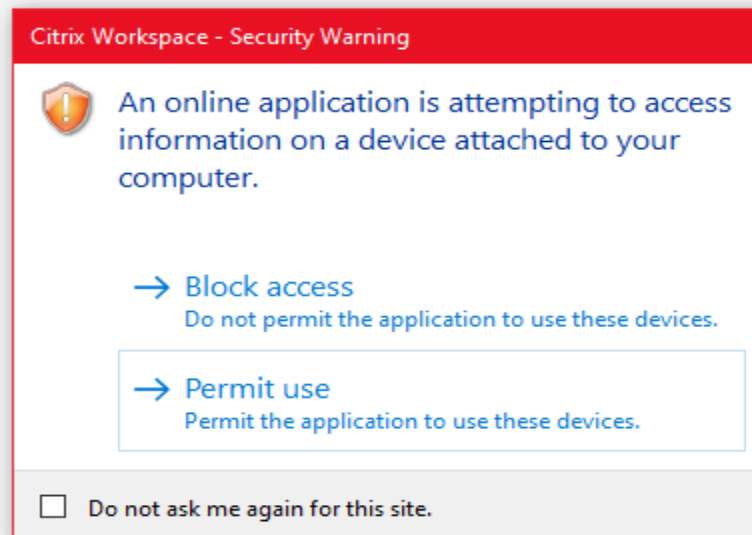 Citrix Workspace - Security Warning
An online application is attempting to access
information on a device attached to your
computer.
→ Block access
Do not permit the application to use these devices.
→ Permit use
Permit the application to use these devices.
Do not ask me again for this site.